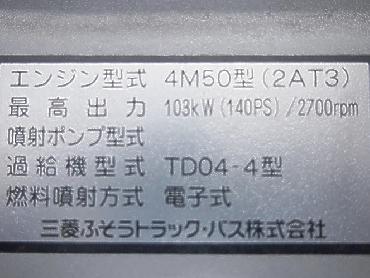 エンジン型式 4M50型(2AT3)
最高出力 103kW(140PS)/2700rpm
噴射ポンプ型式
過給機型式 TD04-4型
燃料噴射方式 電子式
三菱ふそうトラック・バス株式会社